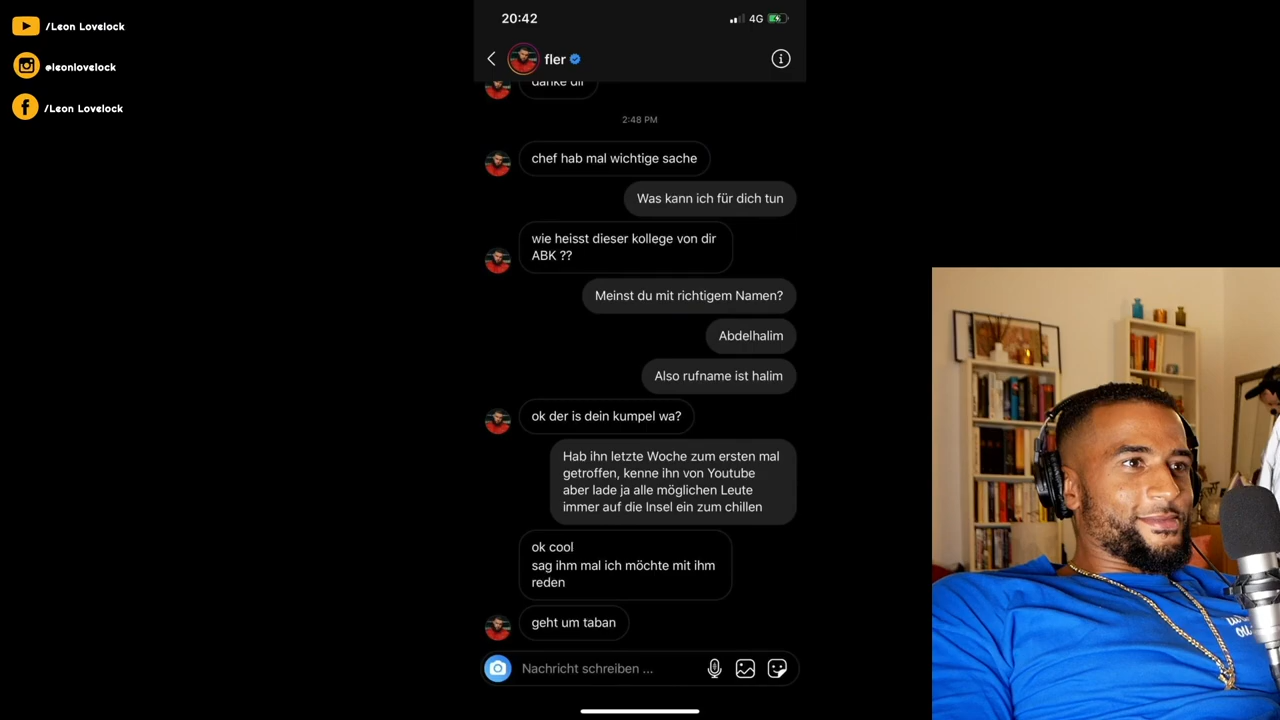 /Leon Lovelock
@leonlovelock
/Leon Lovelock
20:42
4G
fler
danke dir
2:48 PM
chef hab mal wichtige sache
Was kann ich für dich tun
wie heisst dieser kollege von dir
ABK ??
Meinst du mit richtigem Namen?
Abdelhalim
Also rufname ist halim
ok der is dein kumpel wa?
Hab ihn letzte Woche zum ersten mal
getroffen, kenne ihn von Youtube
aber lade ja alle möglichen Leute
immer auf die Insel ein zum chillen
ok cool
sag ihm mal ich möchte mit ihm
reden
geht um taban
Nachricht schreiben ...